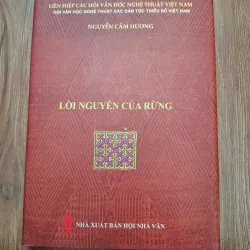 LIÊN HIỆP CÁC HỘI VĂN HỌC NGHỆ THUẬT VIỆT NAM
HỘI VĂN HỌC NGHỆ THUẬT CÁC DÂN TỘC THIỂU SỐ VIỆT NAM
NGUYỄN CẨM HƯƠNG
LỜI NGUYỀN CỦA RỪNG
NHÀ XUẤT BẢN HỘI NHÀ VĂN